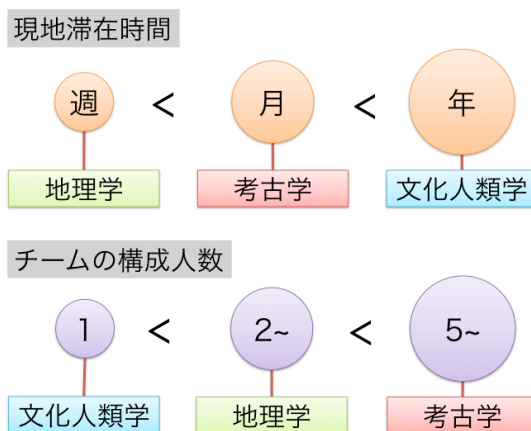 現地滞在時間
週 < 月 < 年
地理学 考古学 文化人類学
チームの構成人数
1 < 2~ < 5~
文化人類学 地理学 考古学